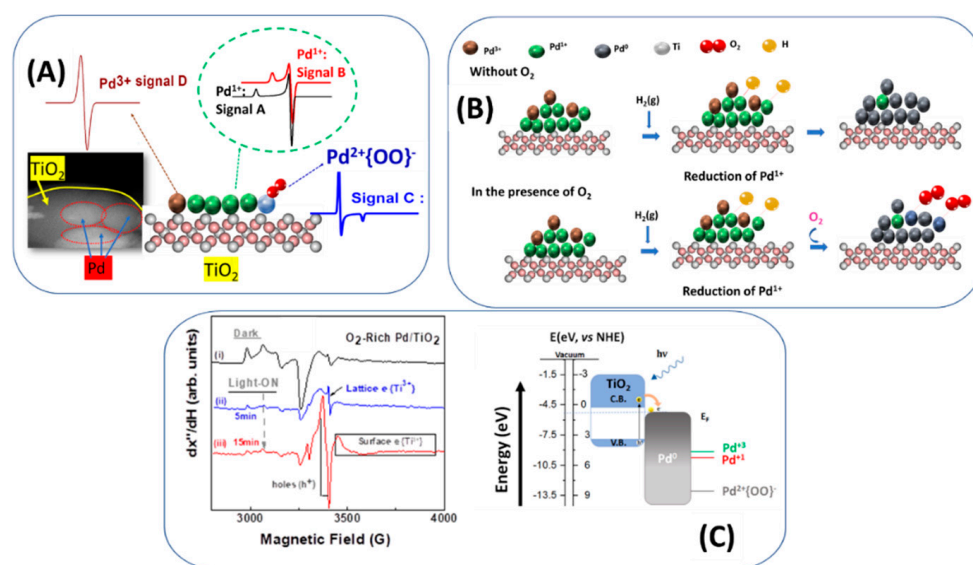 (A)
Pd3+ signal D
Pd1+:
Signal B
Pd1+:
Signal A
Pd2+{OO}-
Signal C :
TiO2
Pd
TiO2
Pd3+ Pd1+ Pd0 Ti O2 H
Without O2
(B)
H2(g)
Reduction of Pd1+
In the presence of O2
H2(g)
O2
Reduction of Pd1+
Dark
O2-Rich Pd/TiO2
(i)
Light-ON
Lattice e (Ti3+)
(ii)
5min
(iii)
15min
Surface e (Ti3+)
holes (h+)
dx''/dH (arb. units)
3000 3500 4000
Magnetic Field (G)
E(eV, vs NHE)
Vacuum
hv
-1.5 -3
TiO2
C.B.
-4.5 0
EF
-7.5 3
V.B.
Pd0
Pd+3
Pd+1
-10.5 6
Pd2+{OO}-
-13.5 9
Energy (eV)
(C)